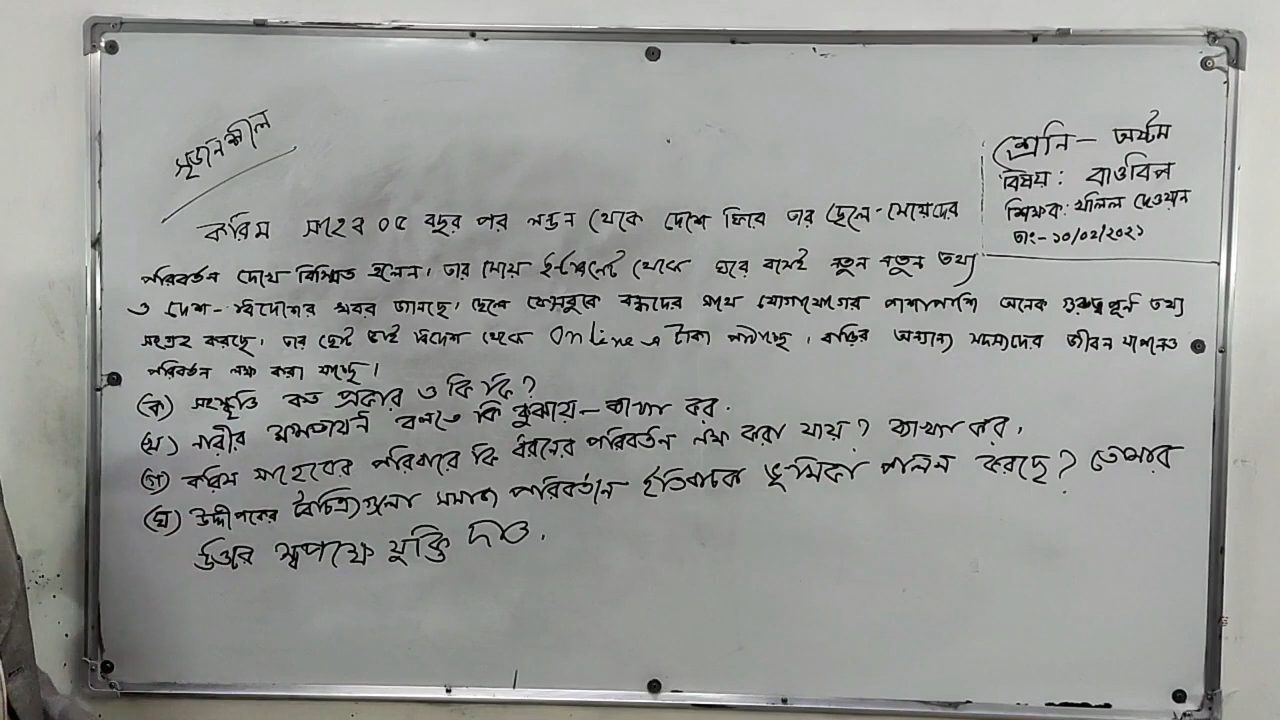 সৃজনশীল
শ্রেনি - অষ্টম
বিষয়: বাওবিপ
শিক্ষক: খলিল দেওয়ান
তাং- ১০/০২/২০২১
করিম সাহেব ০৫ বছর পর লন্ডন থেকে দেশে ফিরে তার ছেলে-মেয়েদের
পরিবর্তন দেখে বিস্মিত হলেন। তার মেয়ে ইন্টারনেট থেকে ঘরে বসেই নতুন নতুন তথ্য
ও দেশ-বিদেশের খবর জানছে। ছেলে ফেসবুকে বন্ধুদের সাথে যোগাযোগের পাশাপাশি অনেক গুরুত্বপূর্ন তথ্য
সংগ্রহ করছে। তার ছোট ভাই বিদেশ থেকে Online এ টাকা পাঠাচ্ছে। বাড়ির অন্যান্য সদস্যদের জীবন যাপনেও
পরিবর্তন লক্ষ করা যাচ্ছে।
(ক) সংস্কৃতি কত প্রকার ও কি কি?
(খ) নারীর ক্ষমতায়ন বলতে কি বুঝায় - ব্যাখ্যা কর.
(গ) করিম সাহেবের পরিবারে কি ধরনের পরিবর্তন লক্ষ করা যায়? ব্যাখ্যা কর.
(ঘ) উদ্দীপকের বৈচিত্র্যগুলো সমাজ পরিবর্তনে ইতিবাচক ভূমিকা পালন করছে? তোমার
উত্তরে স্বপক্ষে যুক্তি দাও.